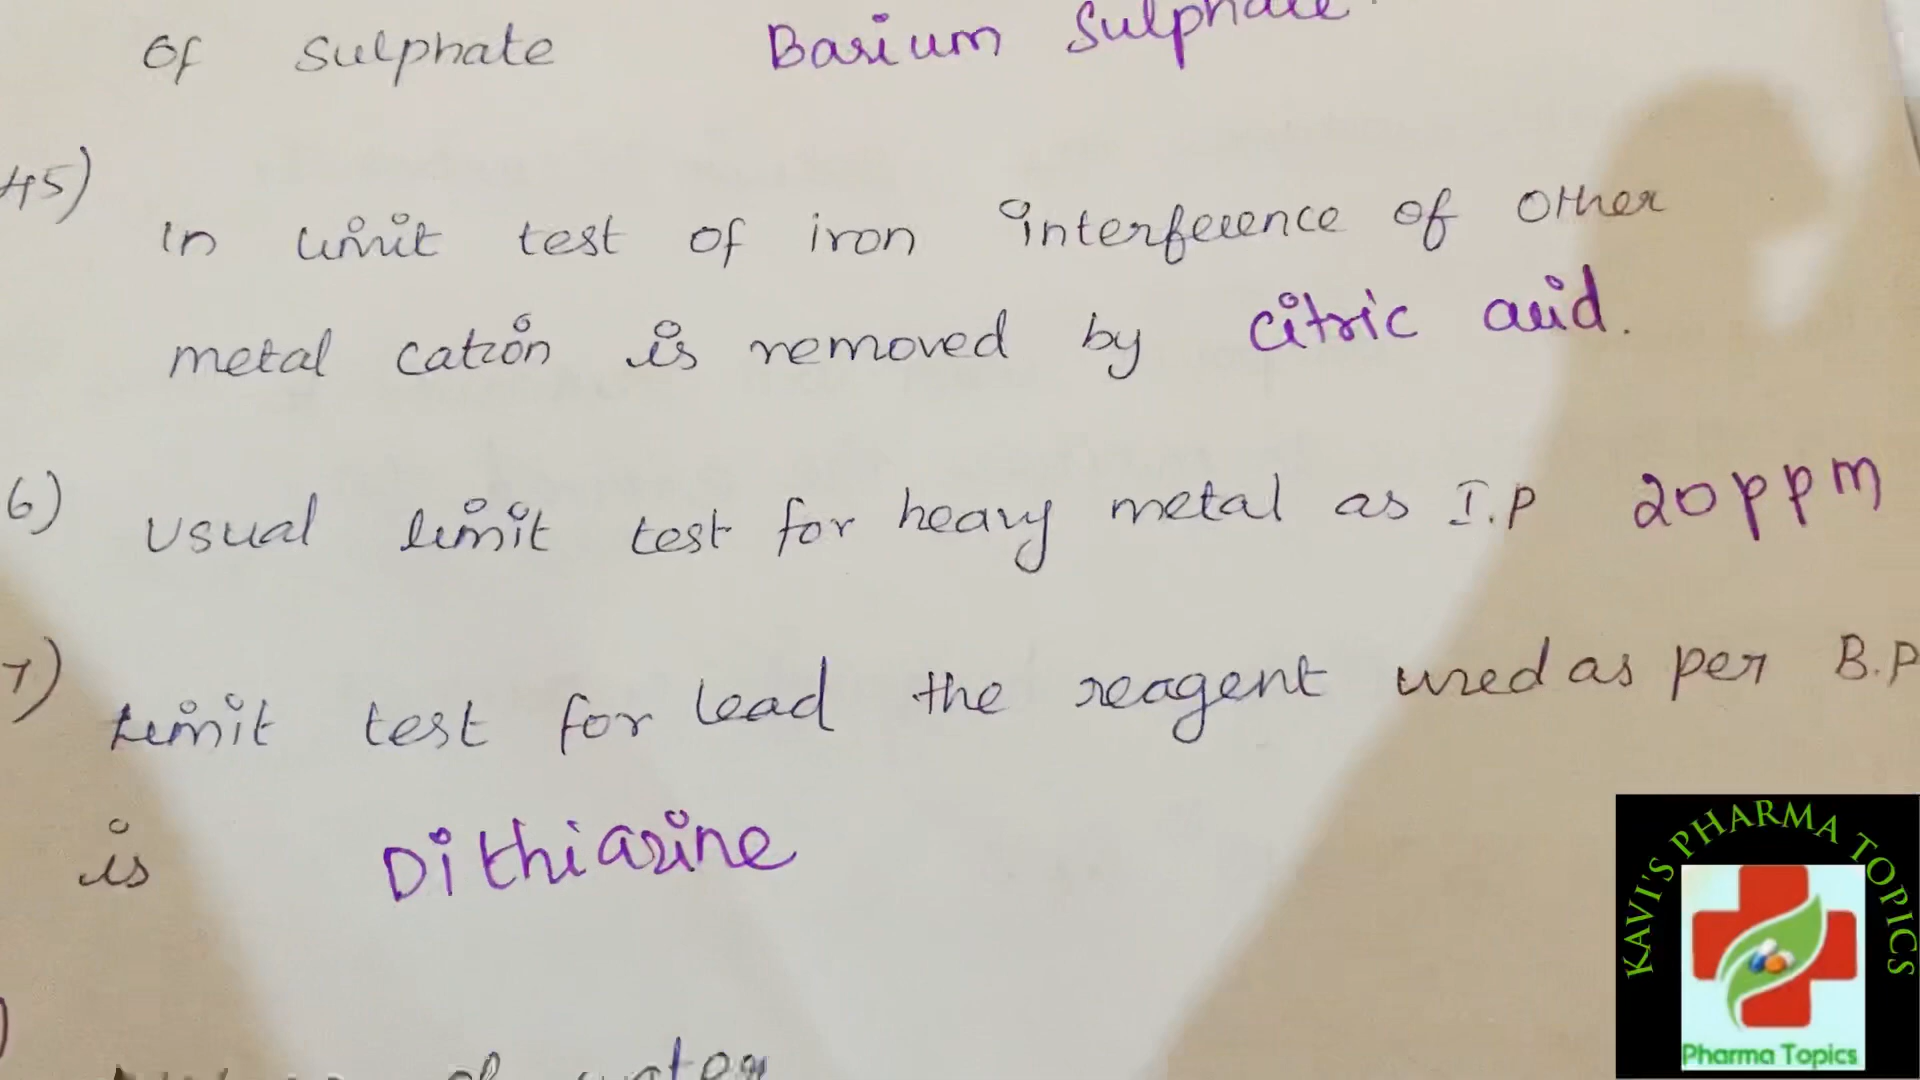 of sulphate Barium Sulphate
45)
In limit test of iron interference of other
metal cation is removed by citric acid.
6) Usual limit test for heavy metal as I.P 20ppm
7) Limit test for lead the reagent used as per B.P
is Dithiazine
of water
KAVI'S PHARMA TOPICS
Pharma Topics